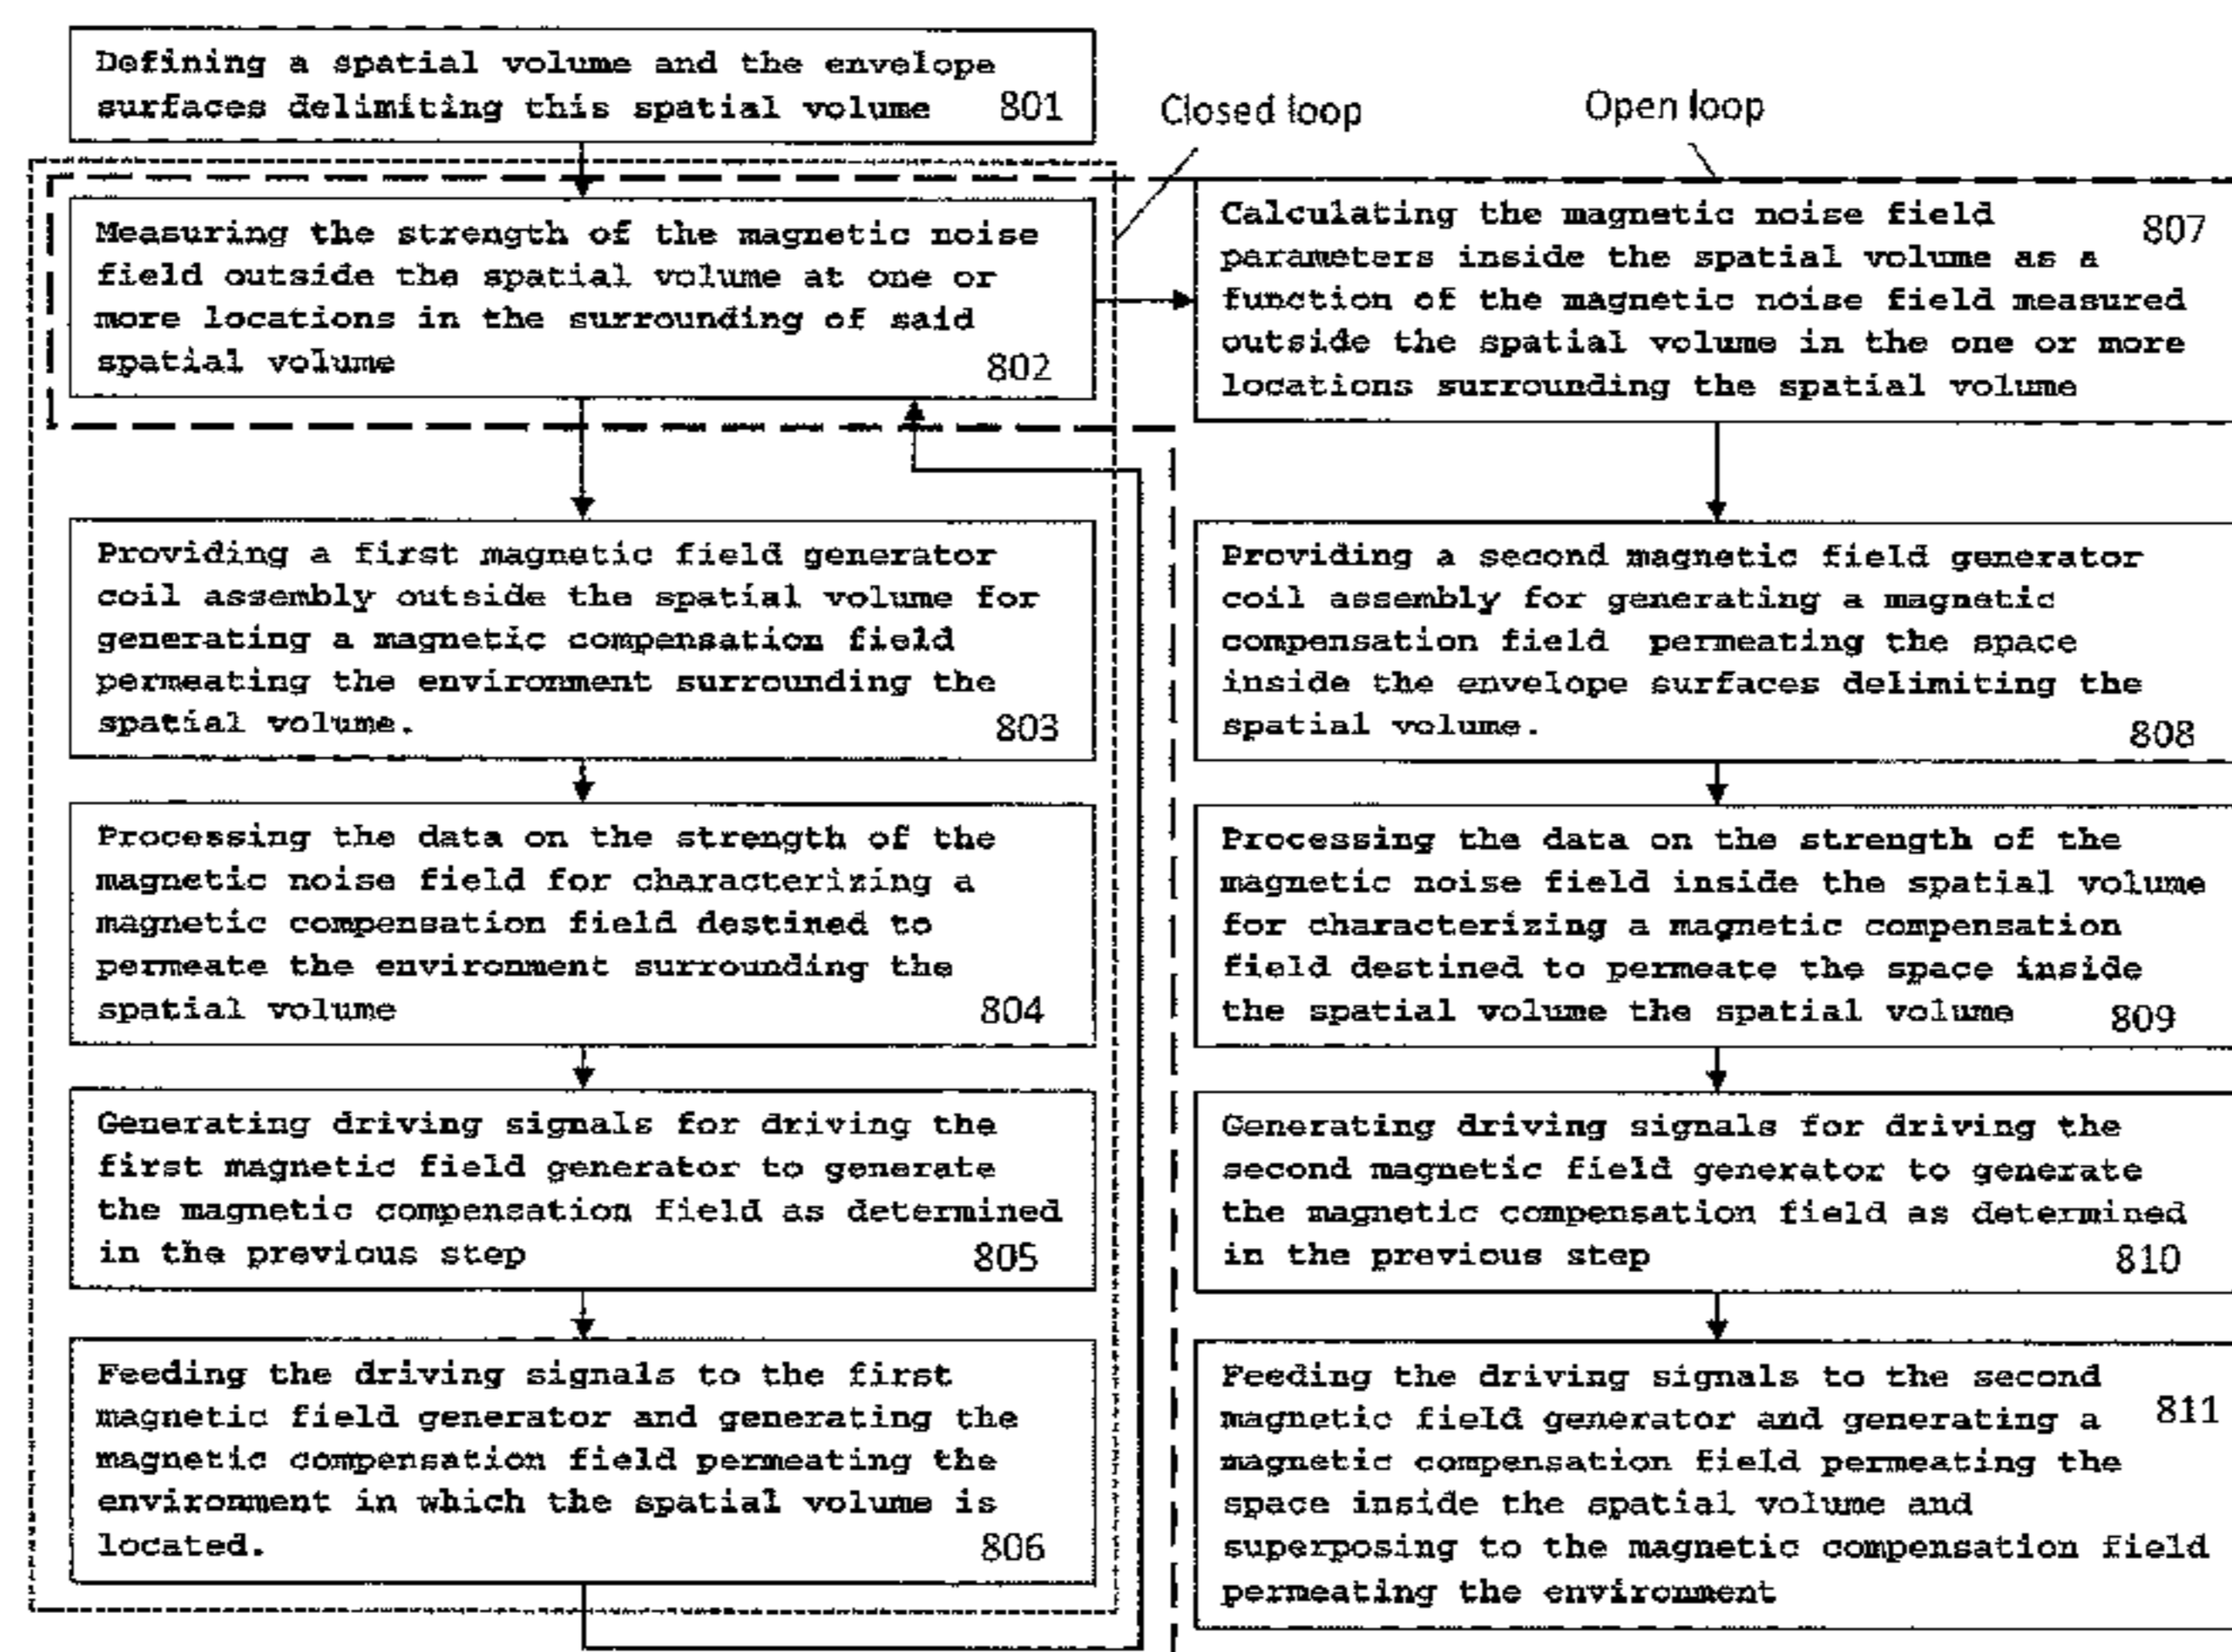 Defining a spatial volume and the envelope
surfaces delimiting this spatial volume 801
Closed loop
Open loop
Measuring the strength of the magnetic noise
field outside the spatial volume at one or
more locations in the surrounding of said
spatial volume 802
Providing a first magnetic field generator
coil assembly outside the spatial volume for
generating a magnetic compensation field
permeating the environment surrounding the
spatial volume. 803
Processing the data on the strength of the
magnetic noise field for characterizing a
magnetic compensation field destined to
permeate the environment surrounding the
spatial volume 804
Generating driving signals for driving the
first magnetic field generator to generate
the magnetic compensation field as determined
in the previous step 805
Feeding the driving signals to the first
magnetic field generator and generating the
magnetic compensation field permeating the
environment in which the spatial volume is
located. 806
Calculating the magnetic noise field 807
parameters inside the spatial volume as a
function of the magnetic noise field measured
outside the spatial volume in the one or more
locations surrounding the spatial volume
Providing a second magnetic field generator
coil assembly for generating a magnetic
compensation field permeating the space
inside the envelope surfaces delimiting the
spatial volume. 808
Processing the data on the strength of the
magnetic noise field inside the spatial volume
for characterizing a magnetic compensation
field destined to permeate the space inside
the spatial volume the spatial volume 809
Generating driving signals for driving the
second magnetic field generator to generate
the magnetic compensation field as determined
in the previous step 810
Feeding the driving signals to the second
magnetic field generator and generating a 811
magnetic compensation field permeating the
space inside the spatial volume and
superposing to the magnetic compensation field
permeating the environment